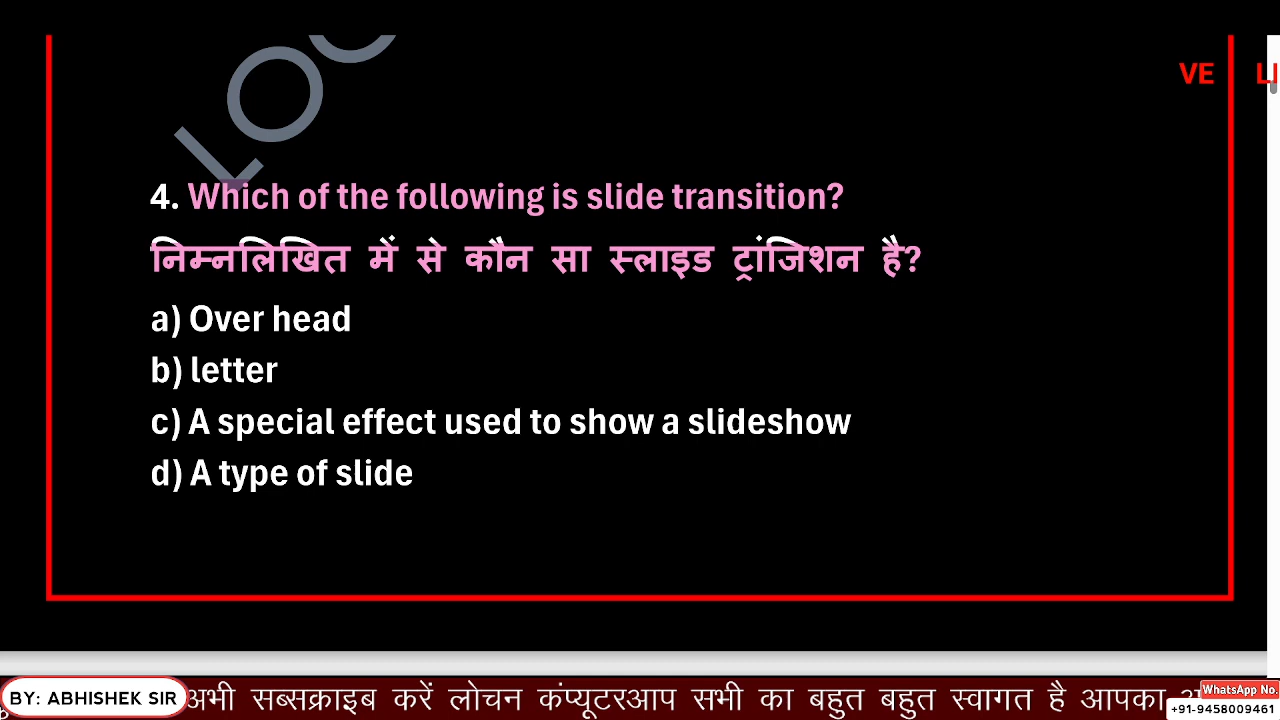 LOC
VE LI
4. Which of the following is slide transition?
निम्नलिखित में से कौन सा स्लाइड ट्रांजिशन है?
a) Over head
b) letter
c) A special effect used to show a slideshow
d) A type of slide
BY: ABHISHEK SIR
अभी सब्सक्राइब करें लोचन कंप्यूटरआप सभी का बहुत बहुत स्वागत है आपका
WhatsApp No.
+91-9458009461